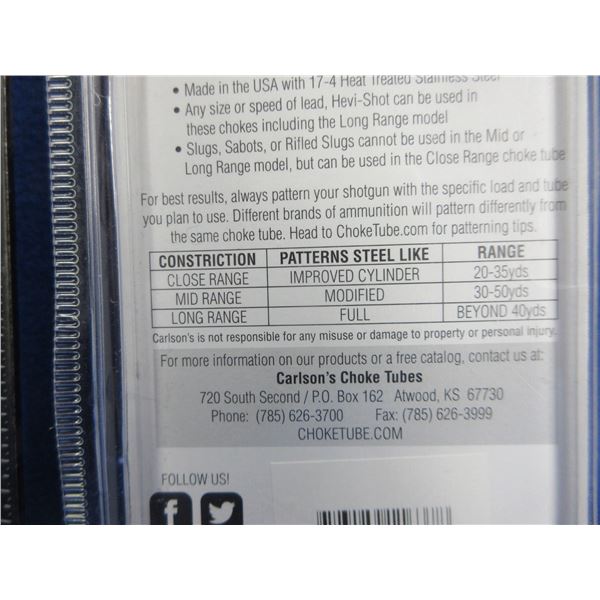 • Made in the USA with 17-4 Heat Treated Stainless Steel
• Any size or speed of lead, Hevi-Shot can be used in
these chokes including the Long Range model
• Slugs, Sabots, or Rifled Slugs cannot be used in the Mid or
Long Range model, but can be used in the Close Range choke tube
For best results, always pattern your shotgun with the specific load and tube
you plan to use. Different brands of ammunition will pattern differently from
the same choke tube. Head to ChokeTube.com for patterning tips.
CONSTRICTION PATTERNS STEEL LIKE RANGE
CLOSE RANGE IMPROVED CYLINDER 20-35yds
MID RANGE MODIFIED 30-50yds
LONG RANGE FULL BEYOND 40yds
Carlson's is not responsible for any misuse or damage to property or personal injury.
For more information on our products or a free catalog, contact us at:
Carlson's Choke Tubes
720 South Second / P.O. Box 162 Atwood, KS 67730
Phone: (785) 626-3700 Fax: (785) 626-3999
CHOKETUBE.COM
FOLLOW US!
f